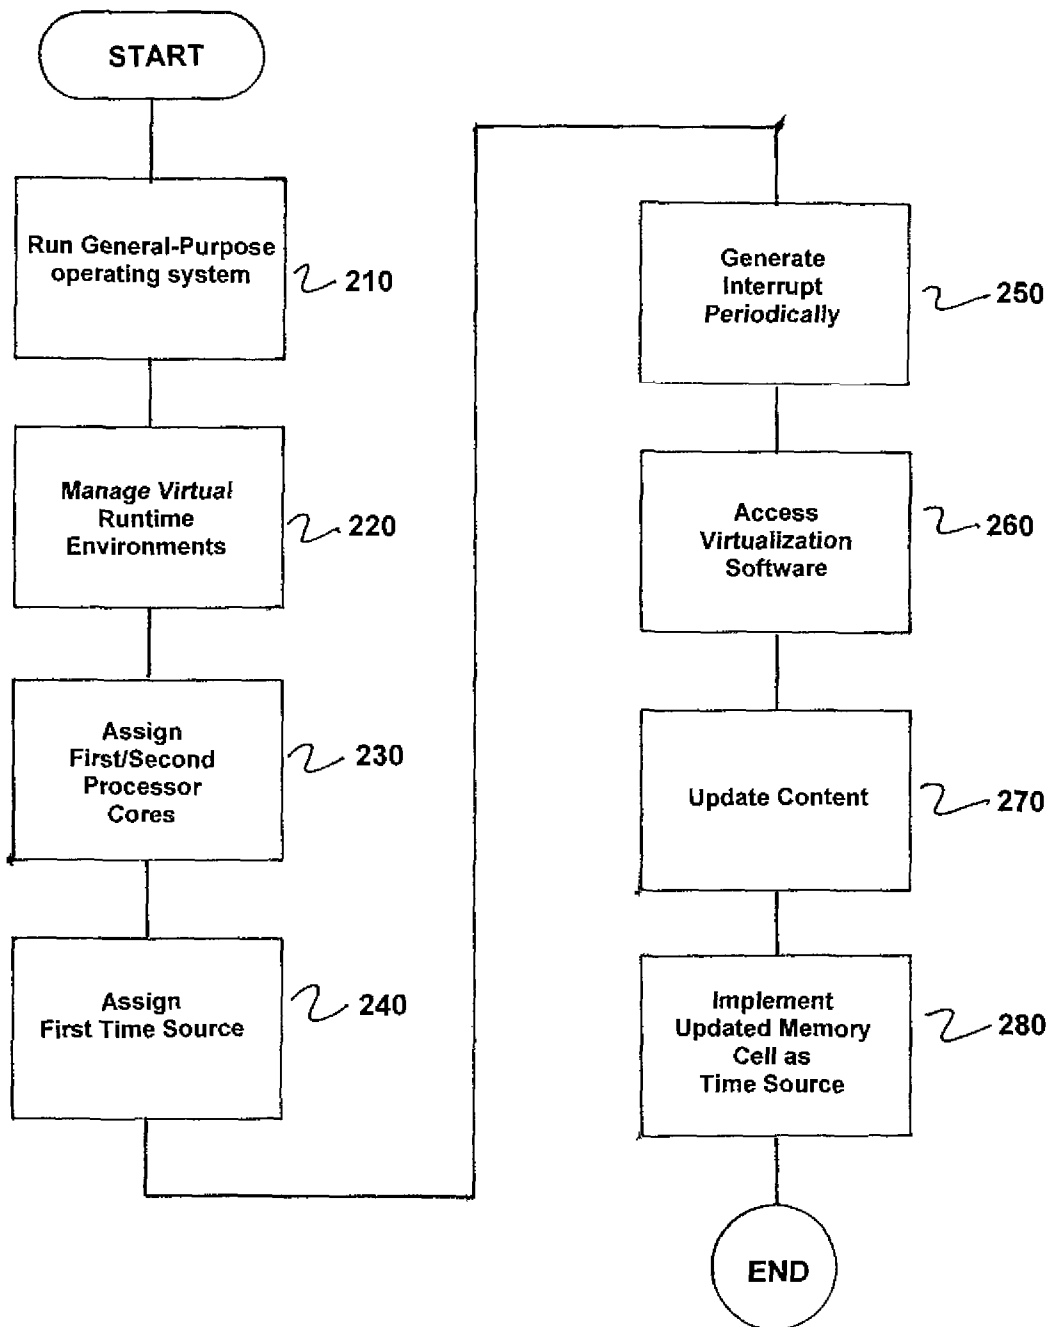 START
Run General-Purpose
operating system
210
Manage Virtual
Runtime
Environments
220
Assign
First/Second
Processor
Cores
230
Assign
First Time Source
240
Generate
Interrupt
Periodically
250
Access
Virtualization
Software
260
Update Content
270
Implement
Updated Memory
Cell as
Time Source
280
END